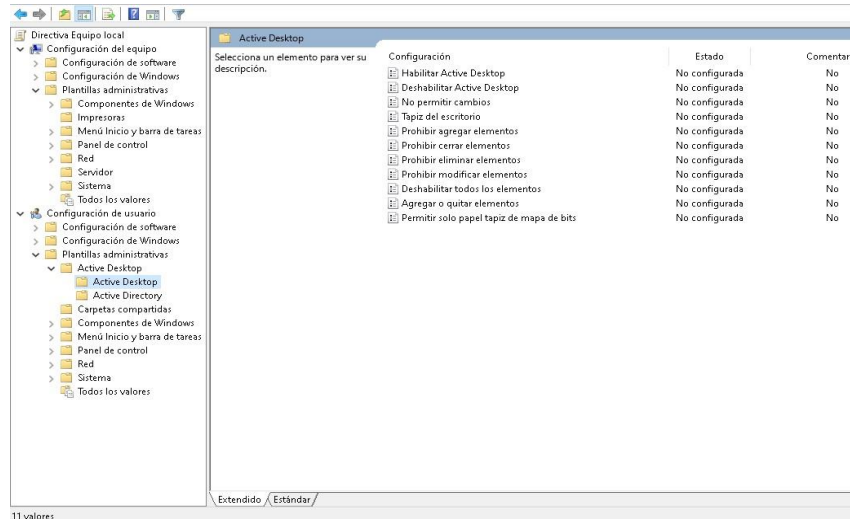 Directiva Equipo local
Configuración del equipo
Configuración de software
Configuración de Windows
Plantillas administrativas
Componentes de Windows
Impresoras
Menú Inicio y barra de tareas
Panel de control
Red
Servidor
Sistema
Todos los valores
Configuración de usuario
Configuración de software
Configuración de Windows
Plantillas administrativas
Active Desktop
Active Desktop
Active Directory
Carpetas compartidas
Componentes de Windows
Menú Inicio y barra de tareas
Panel de control
Red
Sistema
Todos los valores
Active Desktop
Selecciona un elemento para ver su
descripción.
Configuración Estado Comentar
Habilitar Active Desktop No configurada No
Deshabilitar Active Desktop No configurada No
No permitir cambios No configurada No
Tapiz del escritorio No configurada No
Prohibir agregar elementos No configurada No
Prohibir cerrar elementos No configurada No
Prohibir eliminar elementos No configurada No
Prohibir modificar elementos No configurada No
Deshabilitar todos los elementos No configurada No
Agregar o quitar elementos No configurada No
Permitir solo papel tapiz de mapa de bits No configurada No
Extendido Estándar
11 valores